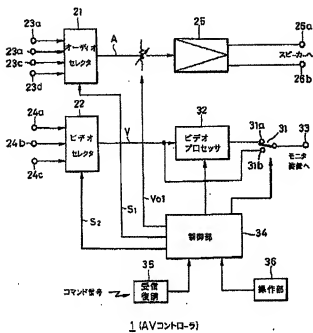 23a
23b
23c
23d
21
オーディオ
セレクタ
A
25
25a
スピーカーへ
25b
24a
24b
24c
22
ビデオ
セレクタ
V
32
ビデオ
プロセッサ
31a
31
31b
33
モニタ
装置へ
S2
S1
Vol
制御部
34
35
受信
復調
コマンド信号
36
操作部
1 (AVコントローラ)